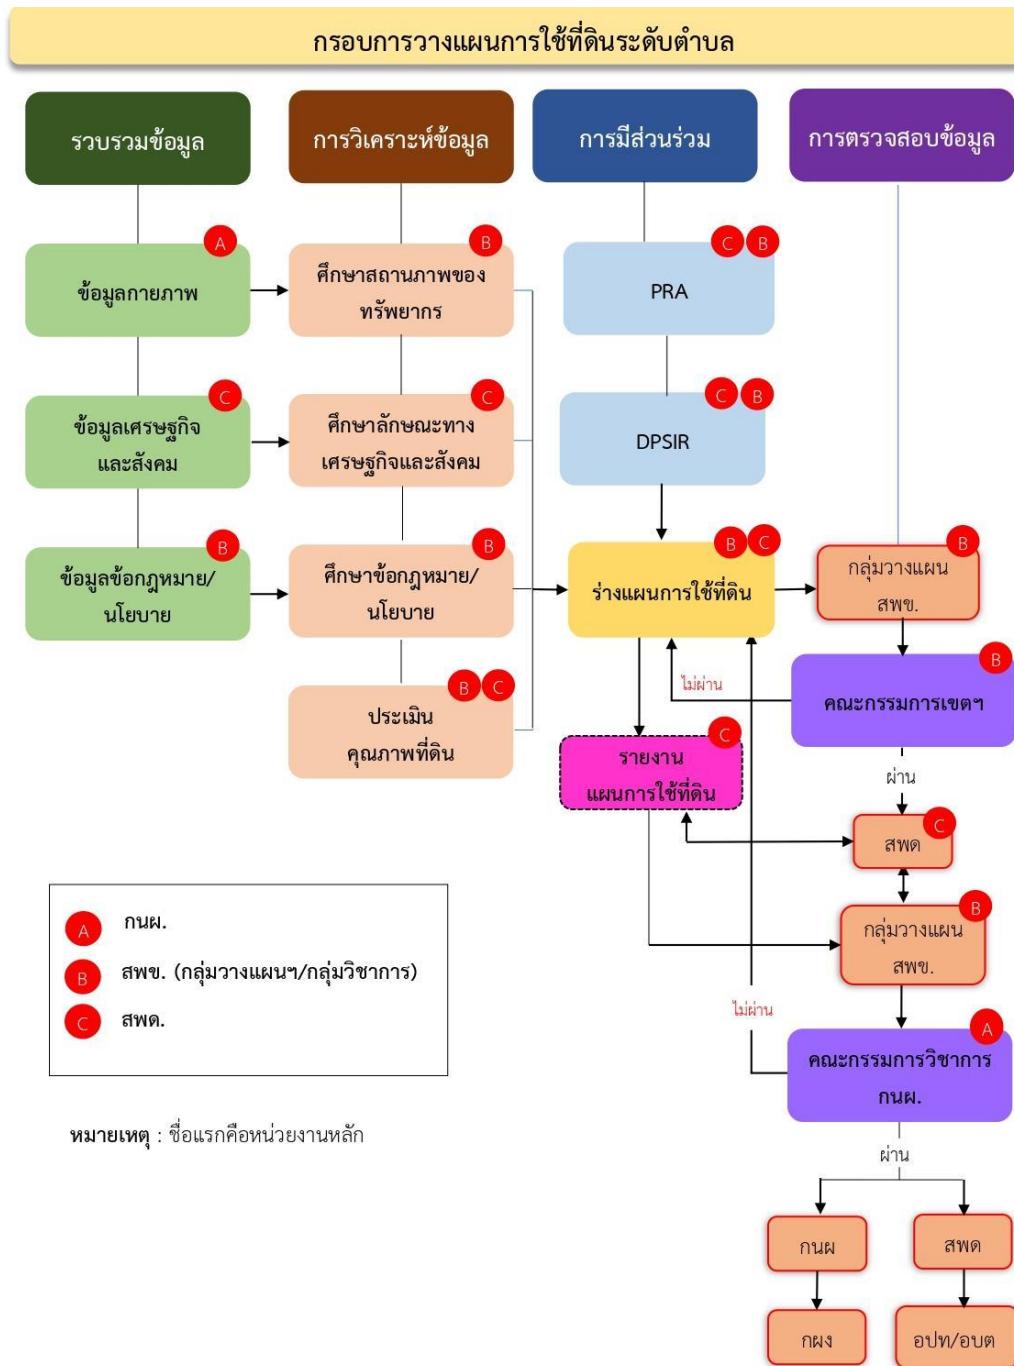 กรอบการวางแผนการใช้ที่ดินระดับตำบล
รวบรวมข้อมูล
การวิเคราะห์ข้อมูล
การมีส่วนร่วม
การตรวจสอบข้อมูล
A
ข้อมูลกายภาพ
B
ศึกษาสถานภาพของ
ทรัพยากร
C B
PRA
C
ข้อมูลเศรษฐกิจ
และสังคม
C
ศึกษาลักษณะทาง
เศรษฐกิจและสังคม
C B
DPSIR
B
ข้อมูลข้อกฎหมาย/
นโยบาย
B
ศึกษาข้อกฎหมาย/
นโยบาย
B C
ร่างแผนการใช้ที่ดิน
B
กลุ่มวางแผน
สพข.
B C
ประเมิน
คุณภาพที่ดิน
ไม่ผ่าน
B
คณะกรรมการเขตฯ
C
รายงาน
แผนการใช้ที่ดิน
ผ่าน
C
สพด
B
กลุ่มวางแผน
สพข.
A กนผ.
B สพข. (กลุ่มวางแผนฯ/กลุ่มวิชาการ)
C สพด.
ไม่ผ่าน
A
คณะกรรมการวิชาการ
กนผ.
หมายเหตุ : ชื่อแรกคือหน่วยงานหลัก
ผ่าน
กนผ
สพด
กผง
อปท/อบต